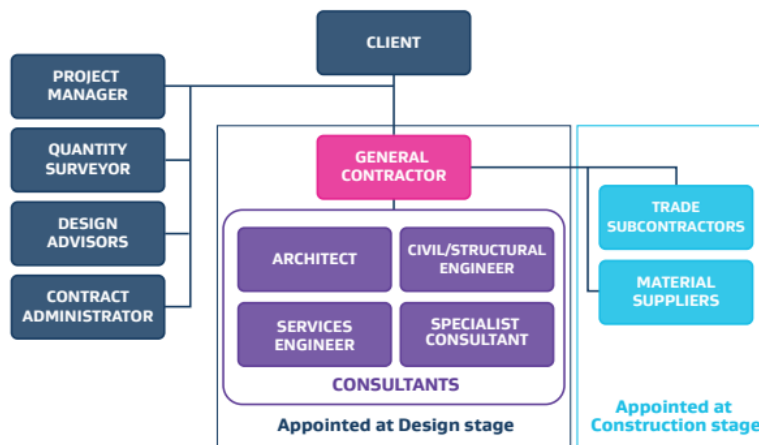 CLIENT
PROJECT
MANAGER
QUANTITY
SURVEYOR
DESIGN
ADVISORS
CONTRACT
ADMINISTRATOR
GENERAL
CONTRACTOR
ARCHITECT
CIVIL/STRUCTURAL
ENGINEER
SERVICES
ENGINEER
SPECIALIST
CONSULTANT
CONSULTANTS
Appointed at Design stage
TRADE
SUBCONTRACTORS
MATERIAL
SUPPLIERS
Appointed at
Construction stage